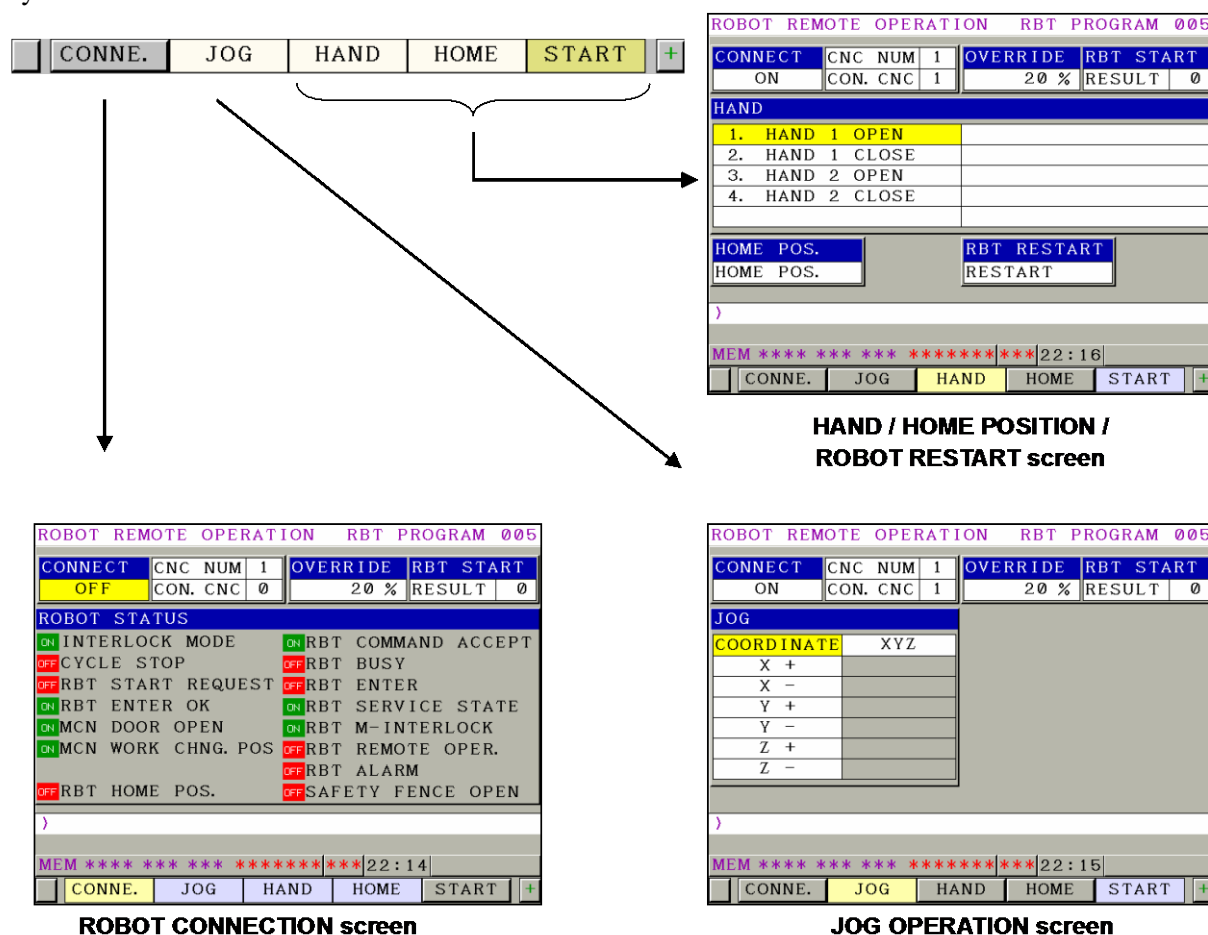 CONNE. JOG HAND HOME START +
ROBOT REMOTE OPERATION RBT PROGRAM 005
CONNECT CNC NUM 1 OVERRIDE RBT START
ON CON. CNC 1 20 % RESULT 0
HAND
1. HAND 1 OPEN
2. HAND 1 CLOSE
3. HAND 2 OPEN
4. HAND 2 CLOSE
HOME POS. RBT RESTART
HOME POS. RESTART
)
MEM **** *** *** ******* *** 22:16
CONNE. JOG HAND HOME START +
HAND / HOME POSITION /
ROBOT RESTART screen
ROBOT REMOTE OPERATION RBT PROGRAM 005
CONNECT CNC NUM 1 OVERRIDE RBT START
OFF CON. CNC 0 20 % RESULT 0
ROBOT STATUS
ON INTERLOCK MODE ON RBT COMMAND ACCEPT
OFF CYCLE STOP OFF RBT BUSY
OFF RBT START REQUEST OFF RBT ENTER
ON RBT ENTER OK ON RBT SERVICE STATE
ON MCN DOOR OPEN ON RBT M-INTERLOCK
ON MCN WORK CHNG. POS OFF RBT REMOTE OPER.
OFF RBT ALARM
OFF RBT HOME POS. OFF SAFETY FENCE OPEN
)
MEM **** *** *** ******* *** 22:14
CONNE. JOG HAND HOME START +
ROBOT CONNECTION screen
ROBOT REMOTE OPERATION RBT PROGRAM 005
CONNECT CNC NUM 1 OVERRIDE RBT START
ON CON. CNC 1 20 % RESULT 0
JOG
COORDINATE XYZ
X +
X -
Y +
Y -
Z +
Z -
)
MEM **** *** *** ******* *** 22:15
CONNE. JOG HAND HOME START +
JOG OPERATION screen